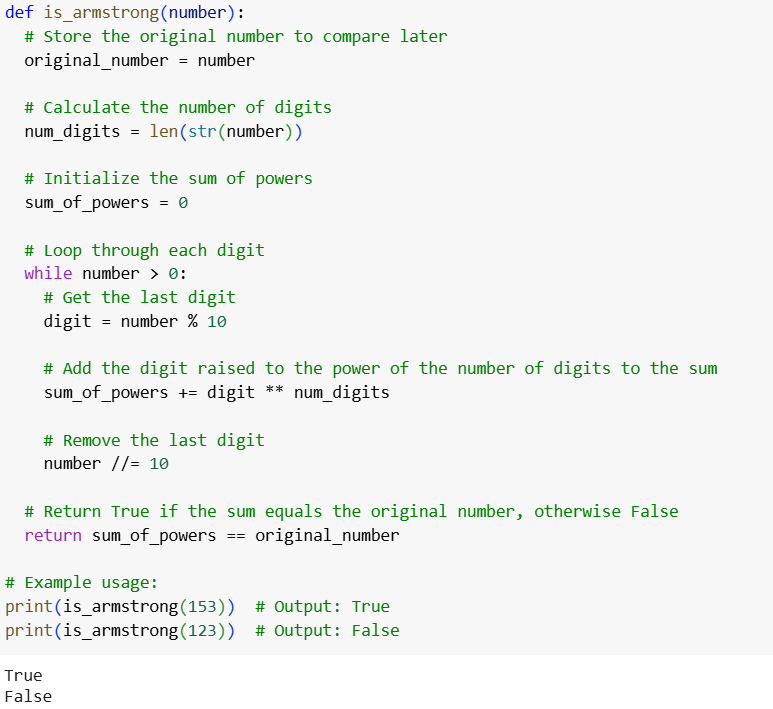 def is_armstrong(number):
  # Store the original number to compare later
  original_number = number

  # Calculate the number of digits
  num_digits = len(str(number))

  # Initialize the sum of powers
  sum_of_powers = 0

  # Loop through each digit
  while number > 0:
    # Get the last digit
    digit = number % 10

    # Add the digit raised to the power of the number of digits to the sum
    sum_of_powers += digit ** num_digits

    # Remove the last digit
    number //= 10

  # Return True if the sum equals the original number, otherwise False
  return sum_of_powers == original_number

# Example usage:
print(is_armstrong(153))  # Output: True
print(is_armstrong(123))  # Output: False
True
False